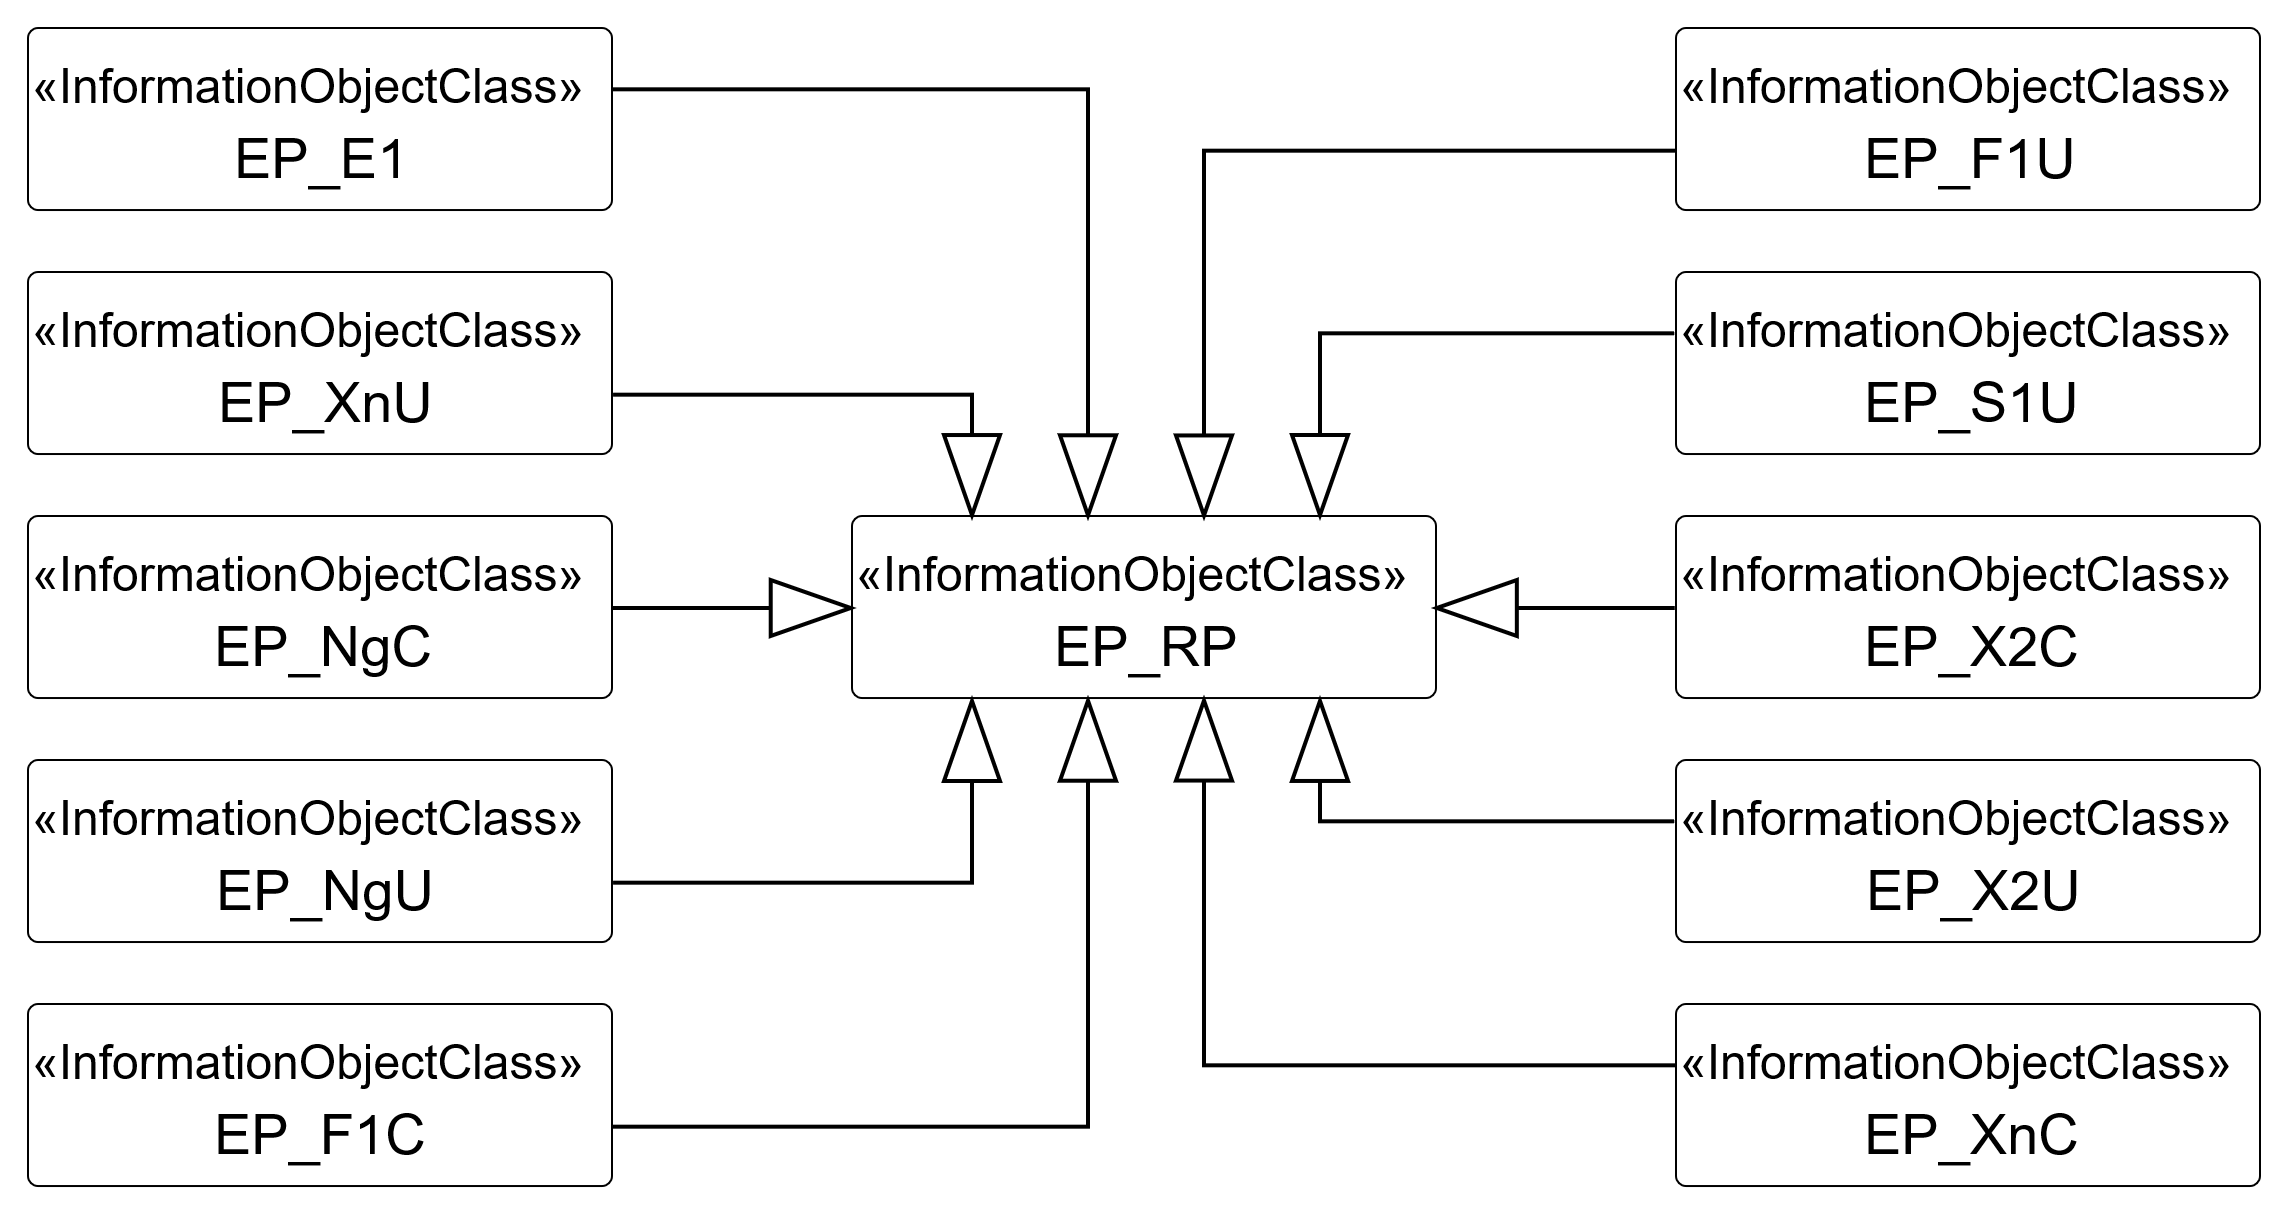 «InformationObjectClass»
EP_E1
«InformationObjectClass»
EP_F1U
«InformationObjectClass»
EP_XnU
«InformationObjectClass»
EP_S1U
«InformationObjectClass»
EP_NgC
«InformationObjectClass»
EP_RP
«InformationObjectClass»
EP_X2C
«InformationObjectClass»
EP_NgU
«InformationObjectClass»
EP_X2U
«InformationObjectClass»
EP_F1C
«InformationObjectClass»
EP_XnC